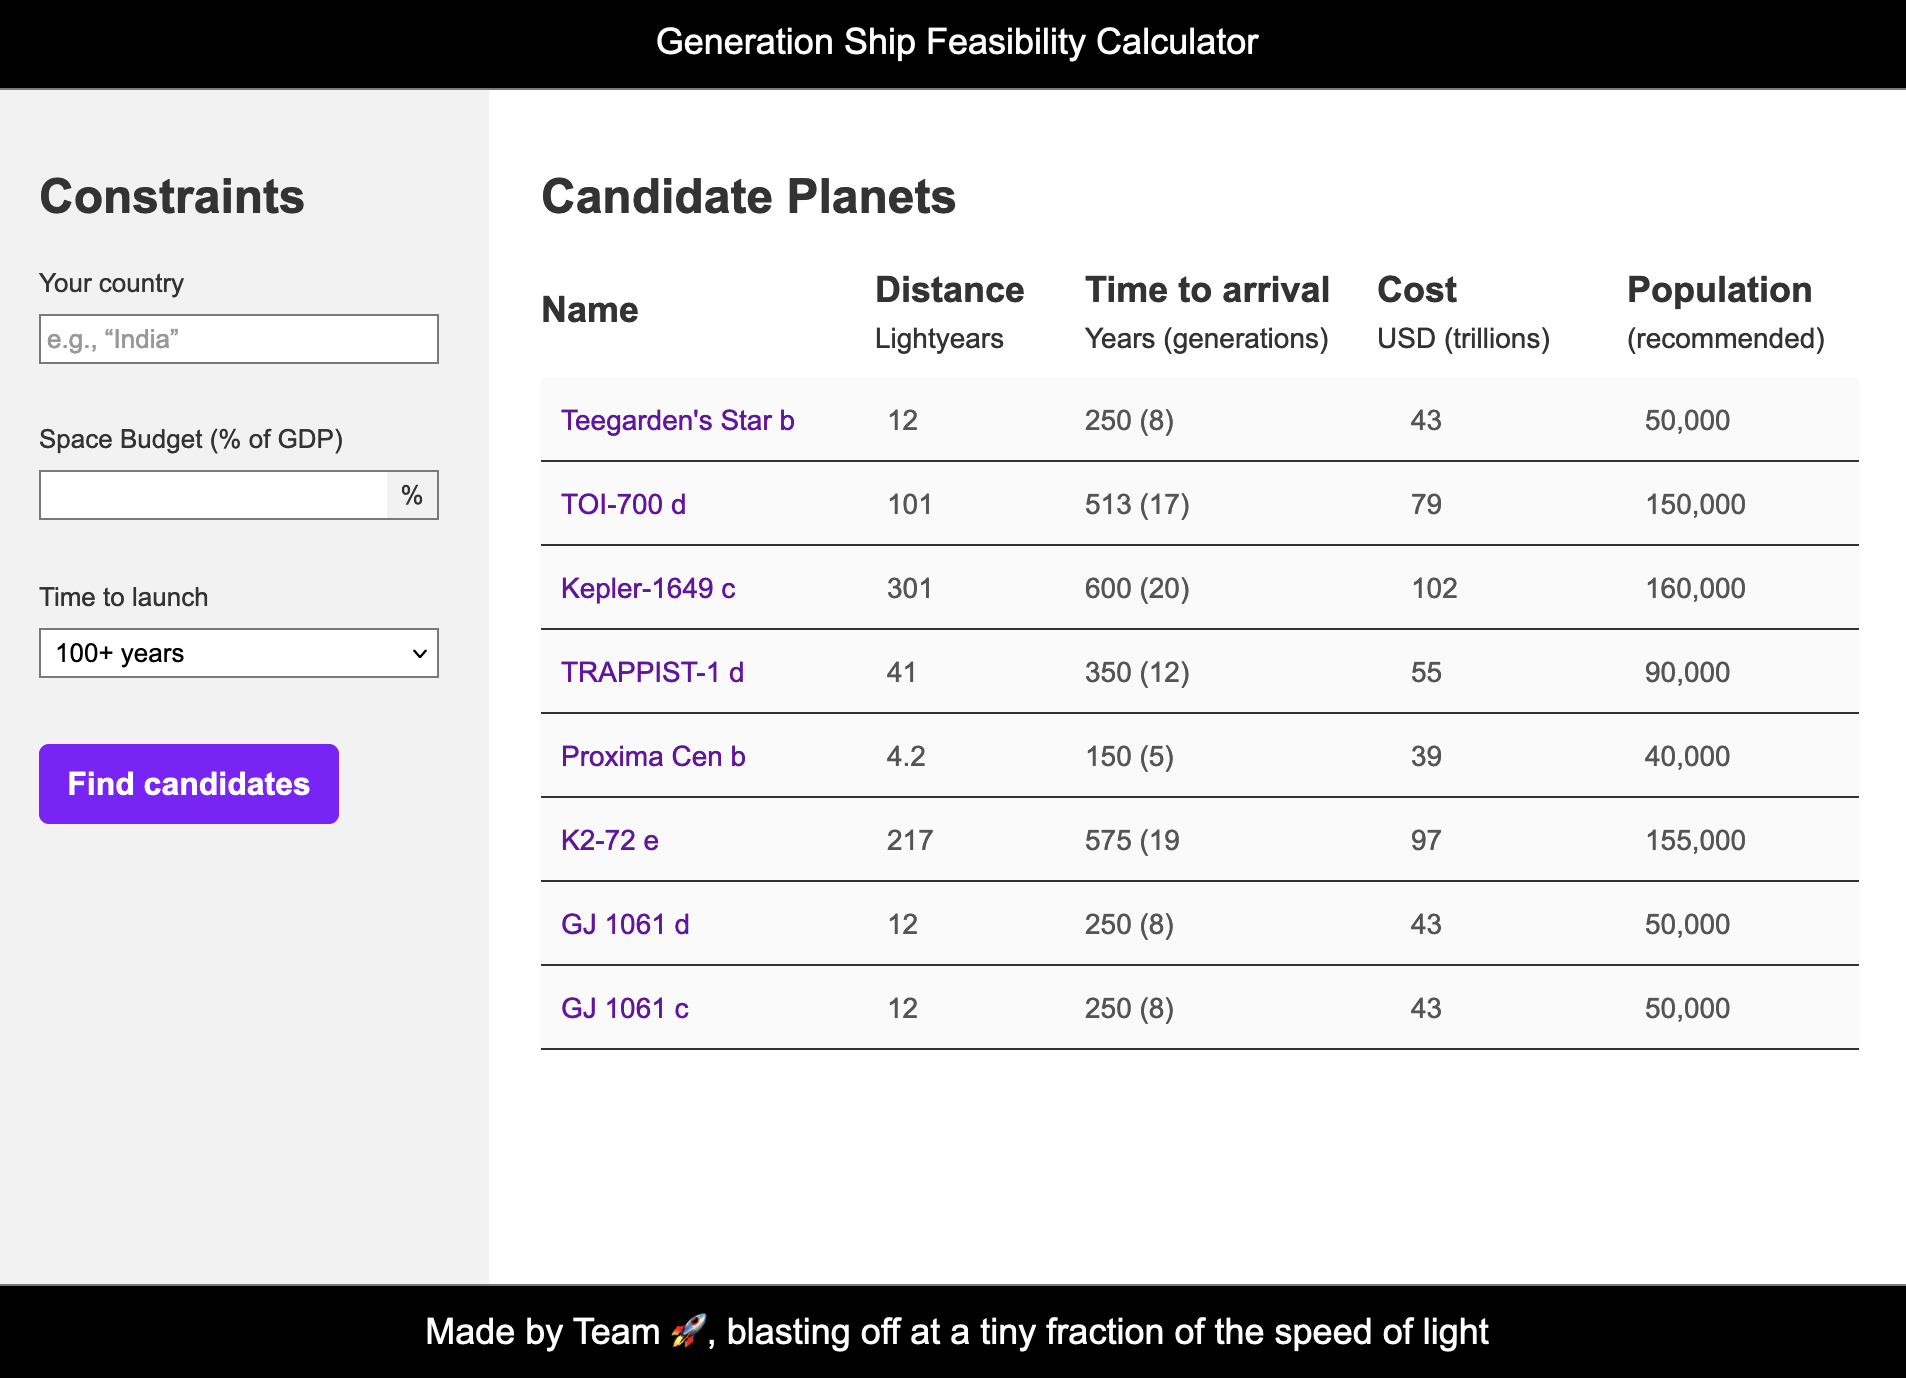 Generation Ship Feasibility Calculator
Constraints
Your country
e.g., “India”
Space Budget (% of GDP)
%
Time to launch
100+ years
Find candidates
Candidate Planets
Name Distance Time to arrival Cost Population
Lightyears Years (generations) USD (trillions) (recommended)
Teegarden's Star b 12 250 (8) 43 50,000
TOI-700 d 101 513 (17) 79 150,000
Kepler-1649 c 301 600 (20) 102 160,000
TRAPPIST-1 d 41 350 (12) 55 90,000
Proxima Cen b 4.2 150 (5) 39 40,000
K2-72 e 217 575 (19 97 155,000
GJ 1061 d 12 250 (8) 43 50,000
GJ 1061 c 12 250 (8) 43 50,000
Made by Team 🚀, blasting off at a tiny fraction of the speed of light